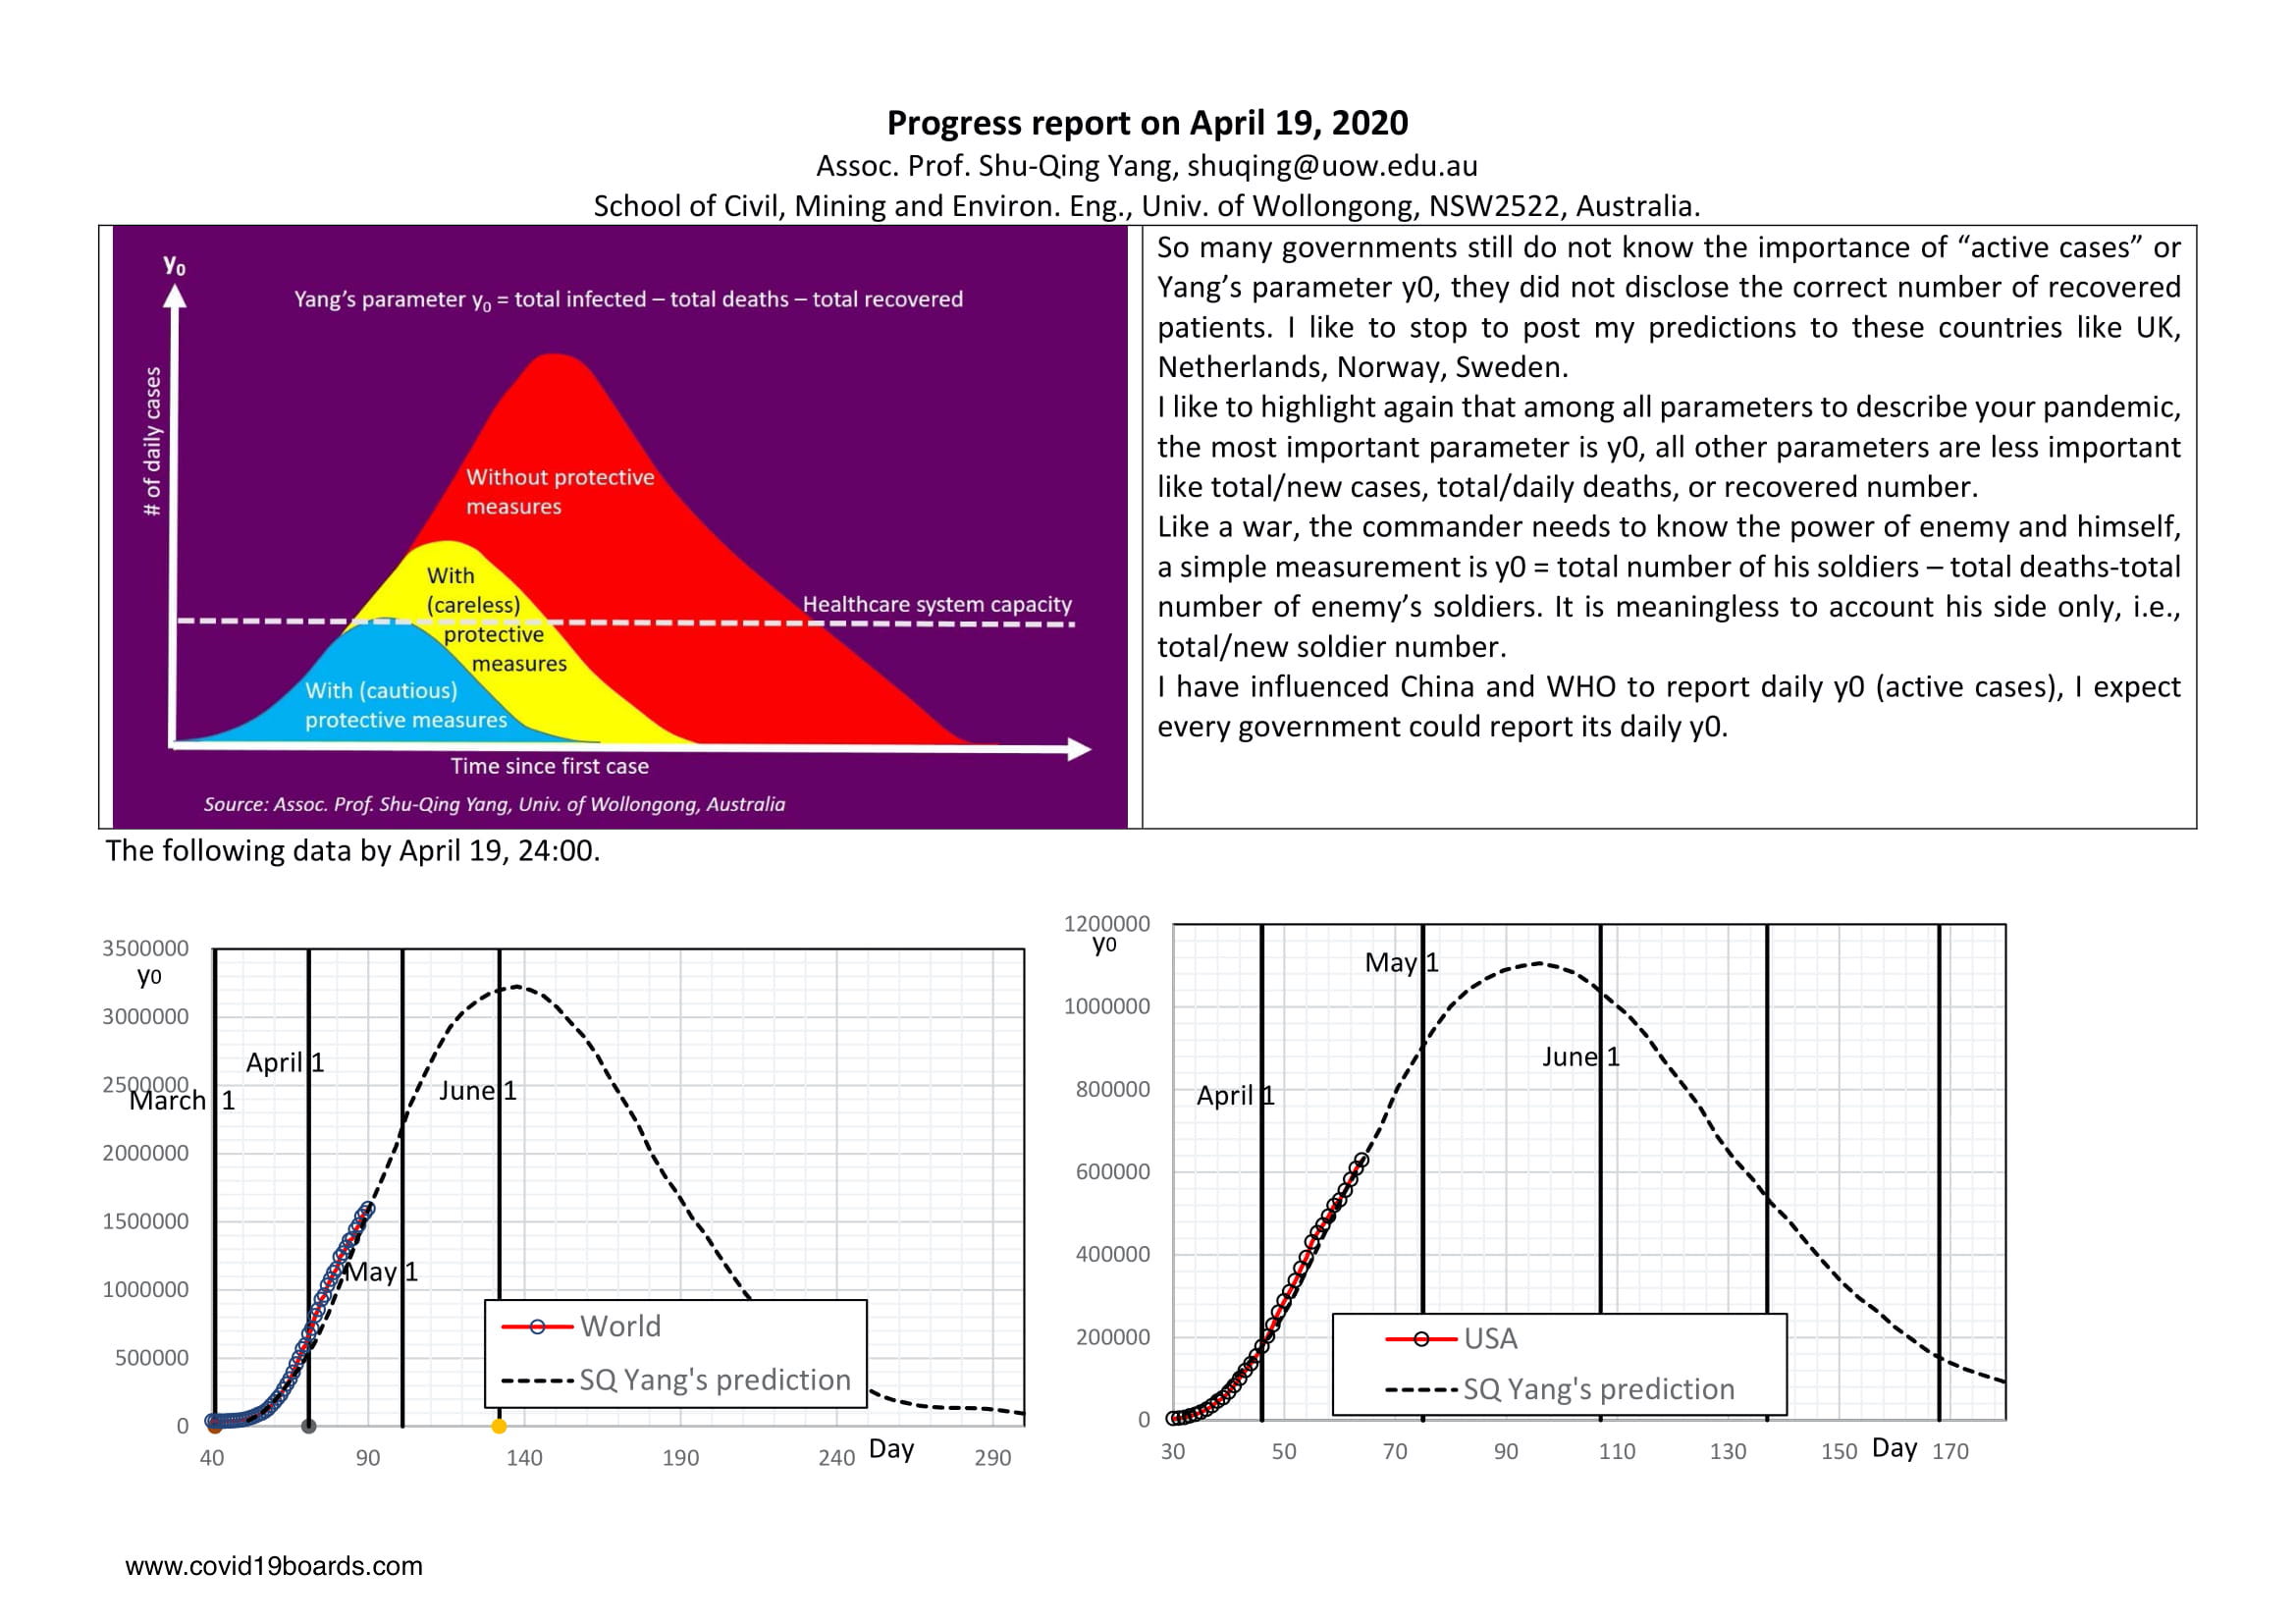 Progress report on April 19, 2020
Assoc. Prof. Shu-Qing Yang, shuqing@uow.edu.au
School of Civil, Mining and Environ. Eng., Univ. of Wollongong, NSW2522, Australia.
y₀
Yang’s parameter y₀ = total infected – total deaths – total recovered
# of daily cases
Without protective
measures
With
(careless)
protective
measures
Healthcare system capacity
With (cautious)
protective measures
Time since first case
Source: Assoc. Prof. Shu-Qing Yang, Univ. of Wollongong, Australia
So many governments still do not know the importance of “active cases” or
Yang’s parameter y0, they did not disclose the correct number of recovered
patients. I like to stop to post my predictions to these countries like UK,
Netherlands, Norway, Sweden.
I like to highlight again that among all parameters to describe your pandemic,
the most important parameter is y0, all other parameters are less important
like total/new cases, total/daily deaths, or recovered number.
Like a war, the commander needs to know the power of enemy and himself,
a simple measurement is y0 = total number of his soldiers – total deaths-total
number of enemy’s soldiers. It is meaningless to account his side only, i.e.,
total/new soldier number.
I have influenced China and WHO to report daily y0 (active cases), I expect
every government could report its daily y0.
The following data by April 19, 24:00.
3500000
y0
3000000
April 1
2500000
March 1
June 1
2000000
1500000
May 1
1000000
World
500000
SQ Yang's prediction
0
40 90 140 190 240 Day 290
1200000
y0
May 1
1000000
June 1
800000
April 1
600000
400000
200000
USA
SQ Yang's prediction
0
30 50 70 90 110 130 150 Day 170
www.covid19boards.com